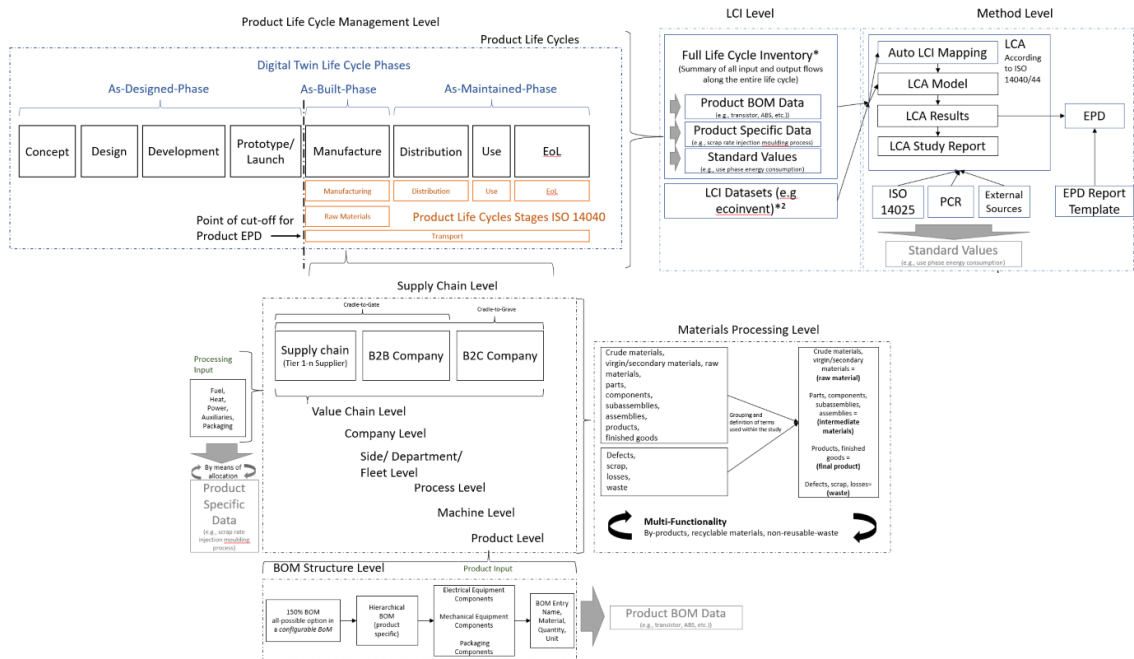 Product Life Cycle Management Level
Product Life Cycles
Digital Twin Life Cycle Phases
As-Designed-Phase
As-Built-Phase
As-Maintained-Phase
Concept
Design
Development
Prototype/
Launch
Manufacture
Distribution
Use
EoL
Manufacturing
Distribution
Use
EoL
Raw Materials
Product Life Cycles Stages ISO 14040
Transport
Point of cut-off for
Product EPD
LCI Level
Full Life Cycle Inventory*
(Summary of all input and output flows
along the entire life cycle)
Product BOM Data
(e.g., transistor, ABS, etc.))
Product Specific Data
(e.g., scrap rate injection moulding process)
Standard Values
(e.g., use phase energy consumption)
LCI Datasets (e.g
ecoinvent)*²
Method Level
Auto LCI Mapping
LCA Model
LCA Results
LCA Study Report
LCA
According
to ISO
14040/44
EPD
ISO
14025
PCR
External
Sources
EPD Report
Template
Standard Values
(e.g., use phase energy consumption)
Supply Chain Level
Cradle-to-Gate
Cradle-to-Grave
Supply chain
(Tier 1-n Supplier)
B2B Company
B2C Company
Value Chain Level
Company Level
Side/ Department/
Fleet Level
Process Level
Machine Level
Product Level
Processing
Input
Fuel,
Heat,
Power,
Auxiliaries,
Packaging
By means of
allocation
Product
Specific
Data
(e.g., scrap rate
injection moulding
process)
Materials Processing Level
Crude materials,
virgin/secondary materials, raw
materials,
parts,
components,
subassemblies,
assemblies,
products,
finished goods
Defects,
scrap,
losses,
waste
Grouping and
definition of terms
used within the study
Crude materials,
virgin/secondary
materials =
(raw material)
Parts, components,
subassemblies,
assemblies =
(intermediate
materials)
Products, finished
goods =
(final product)
Defects, scrap, losses=
(waste)
Multi-Functionality
By-products, recyclable materials, non-reusable-waste
BOM Structure Level
Product Input
150% BOM
all-possible option in
a configurable BoM
Hierarchical
BOM
(product
specific)
Electrical Equipment
Components
Mechanical Equipment
Components
Packaging
Components
BOM Entry
Name,
Material,
Quantity,
Unit
Product BOM Data
(e.g., transistor, ABS, etc.))